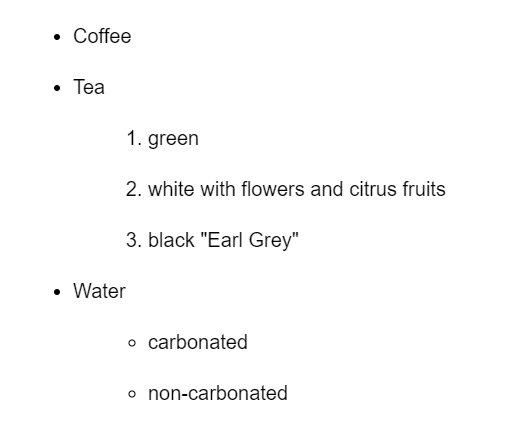 • Coffee
• Tea
1. green
2. white with flowers and citrus fruits
3. black "Earl Grey"
• Water
◦ carbonated
◦ non-carbonated